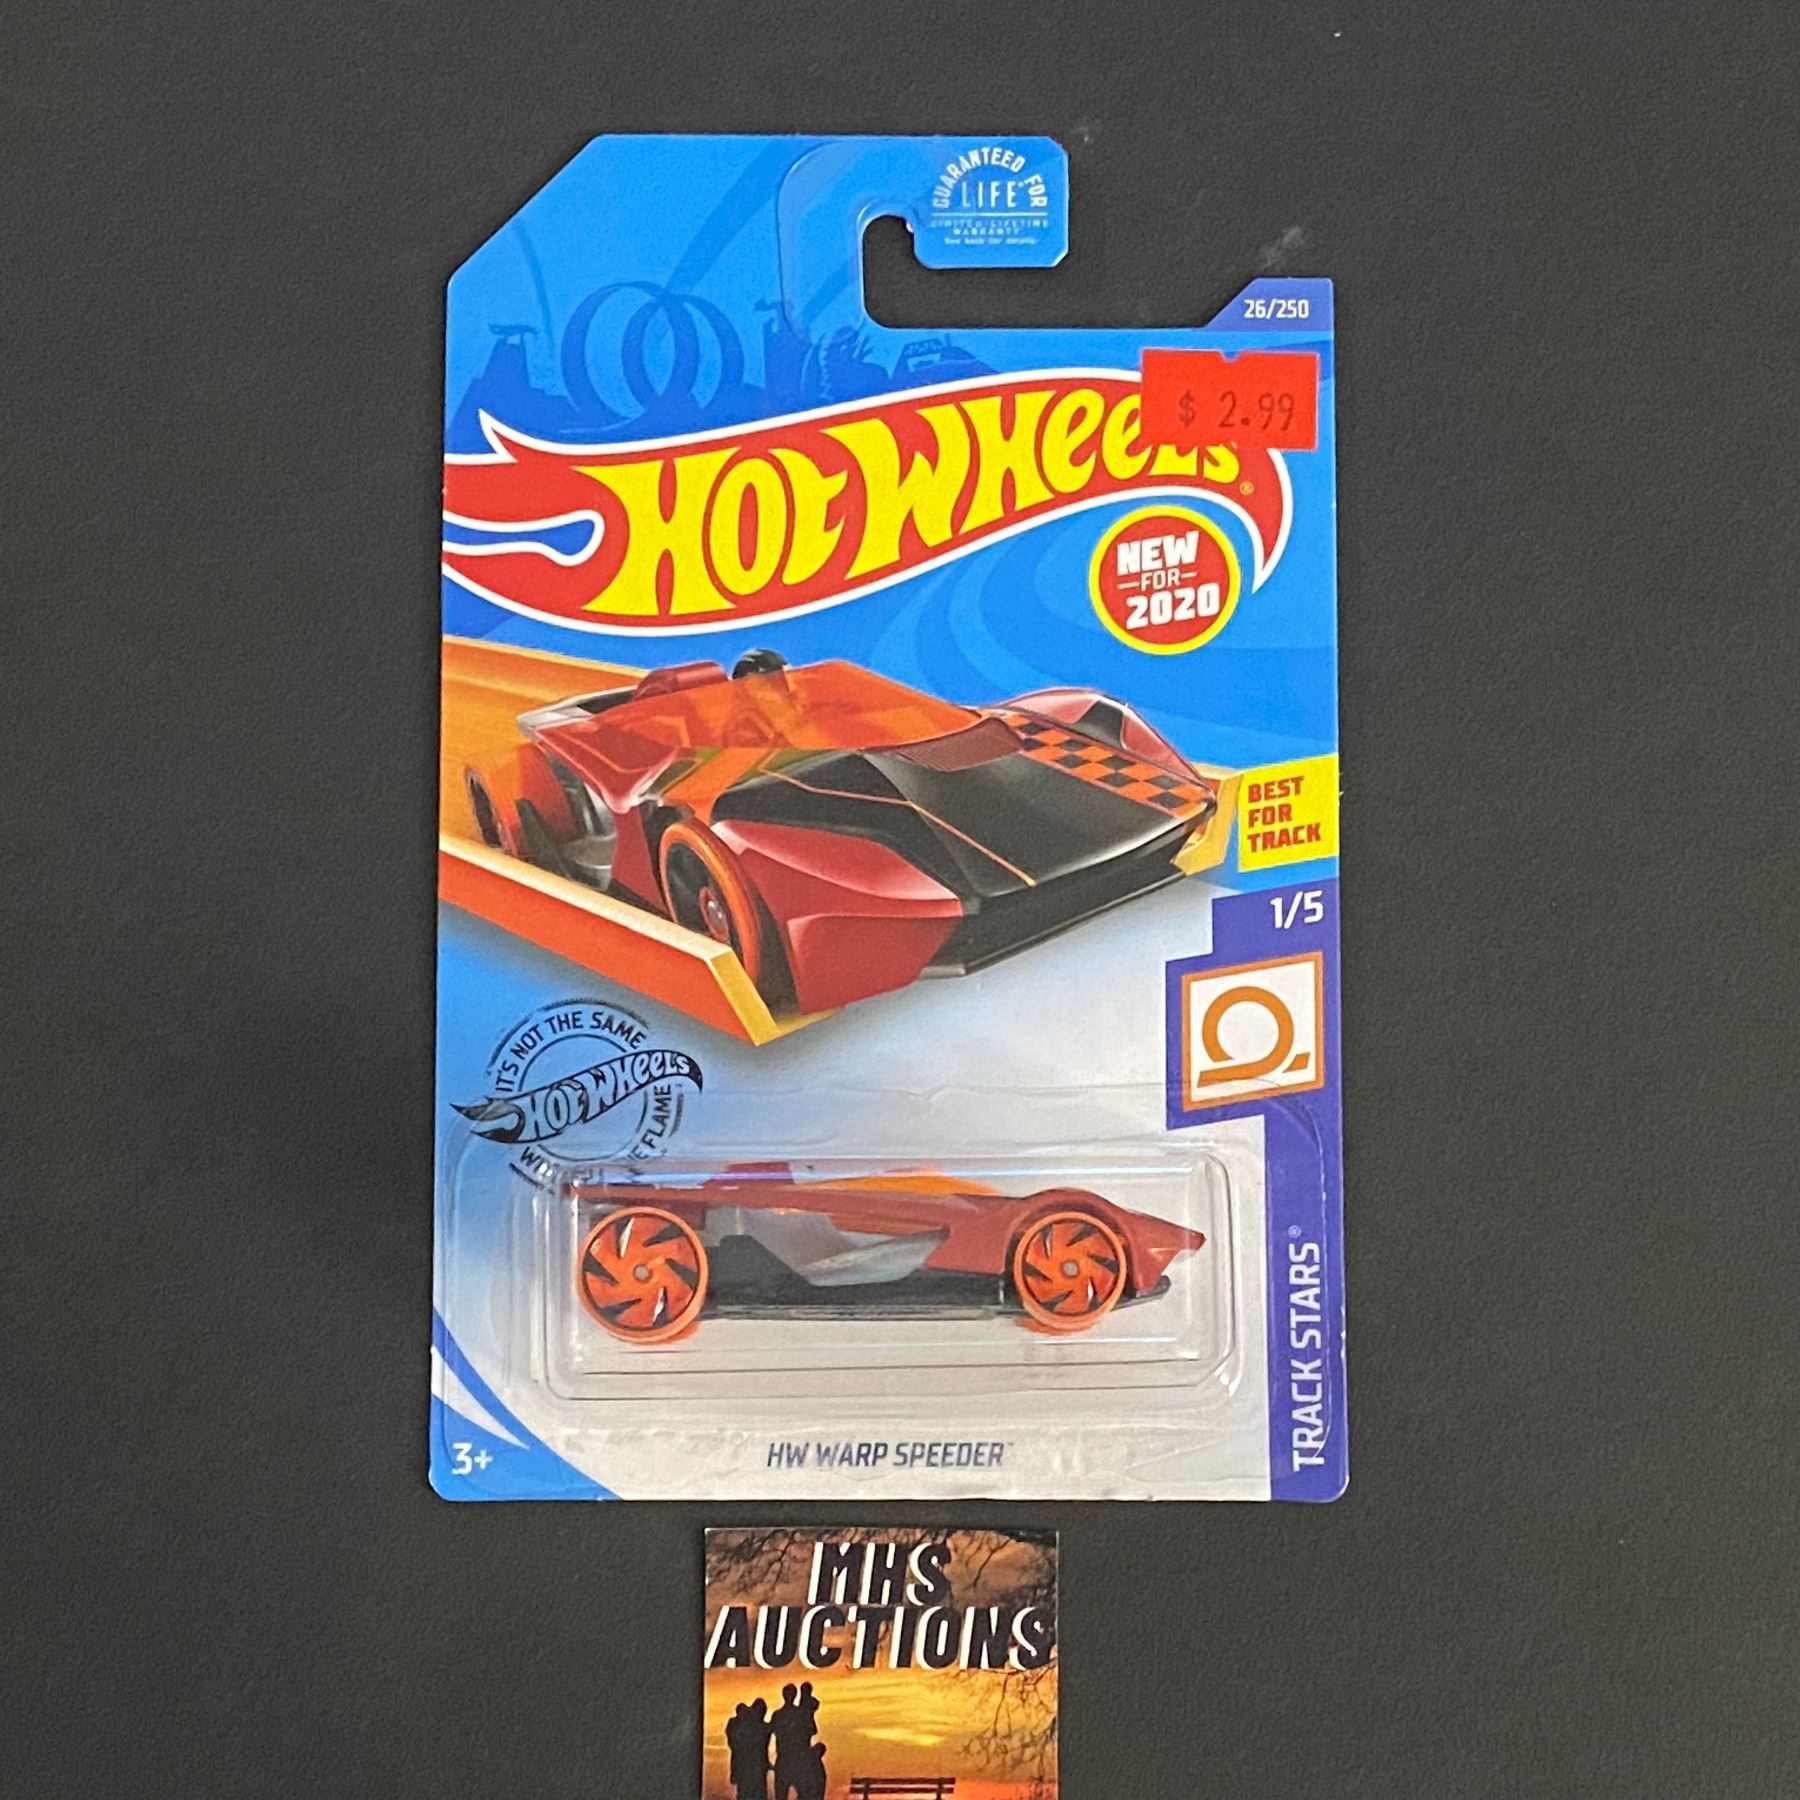 GUARANTEED FOR
LIFE
LIMITED LIFETIME
WARRANTY
See back for details.
26/250
$ 2.99
HOT WHEELS®
NEW
FOR
2020
BEST
FOR
TRACK
1/5
IT'S NOT THE SAME
HOT WHEELS
FLAME
TRACK STARS®
3+
HW WARP SPEEDER™
MHS
AUCTIONS